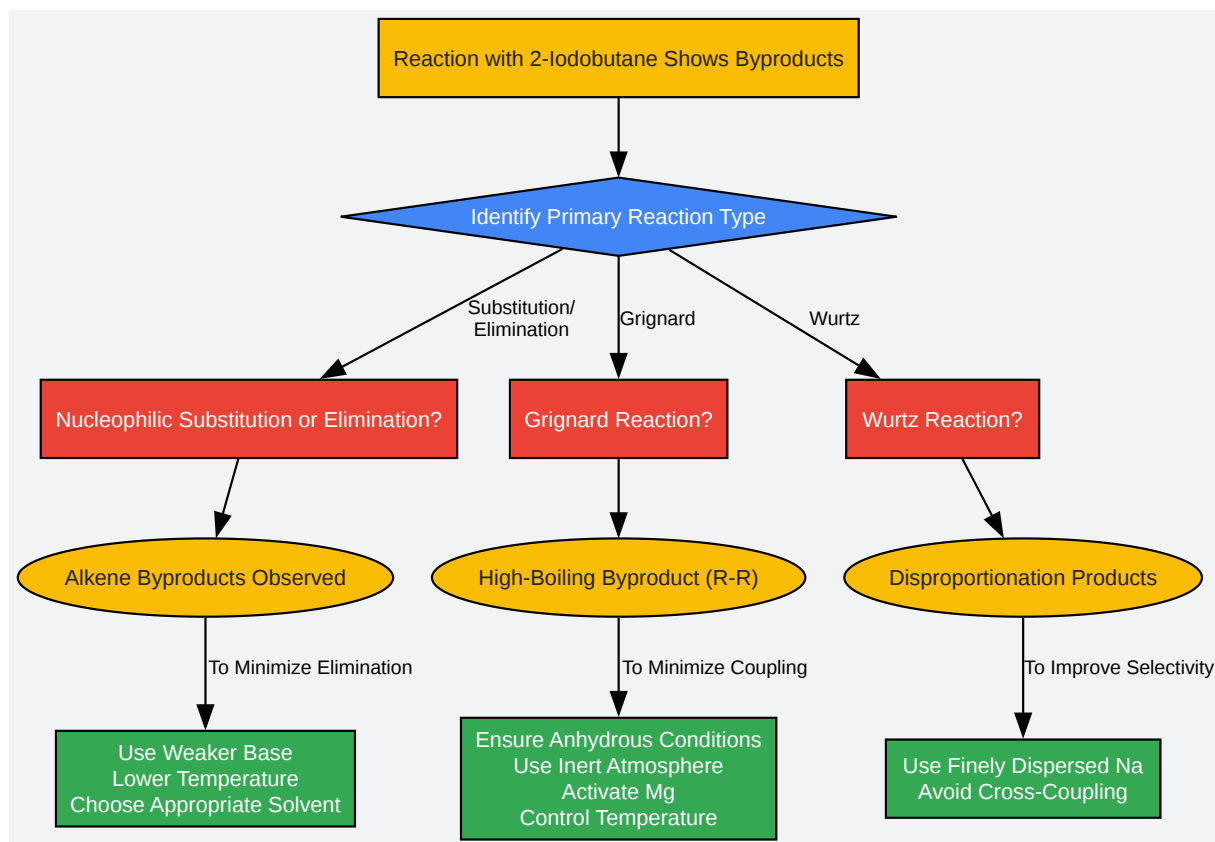 Reaction with 2-Iodobutane Shows Byproducts
Identify Primary Reaction Type
Substitution/
Elimination
Grignard
Wurtz
Nucleophilic Substitution or Elimination?
Grignard Reaction?
Wurtz Reaction?
Alkene Byproducts Observed
High-Boiling Byproduct (R-R)
Disproportionation Products
To Minimize Elimination
To Minimize Coupling
To Improve Selectivity
Use Weaker Base
Lower Temperature
Choose Appropriate Solvent
Ensure Anhydrous Conditions
Use Inert Atmosphere
Activate Mg
Control Temperature
Use Finely Dispersed Na
Avoid Cross-Coupling